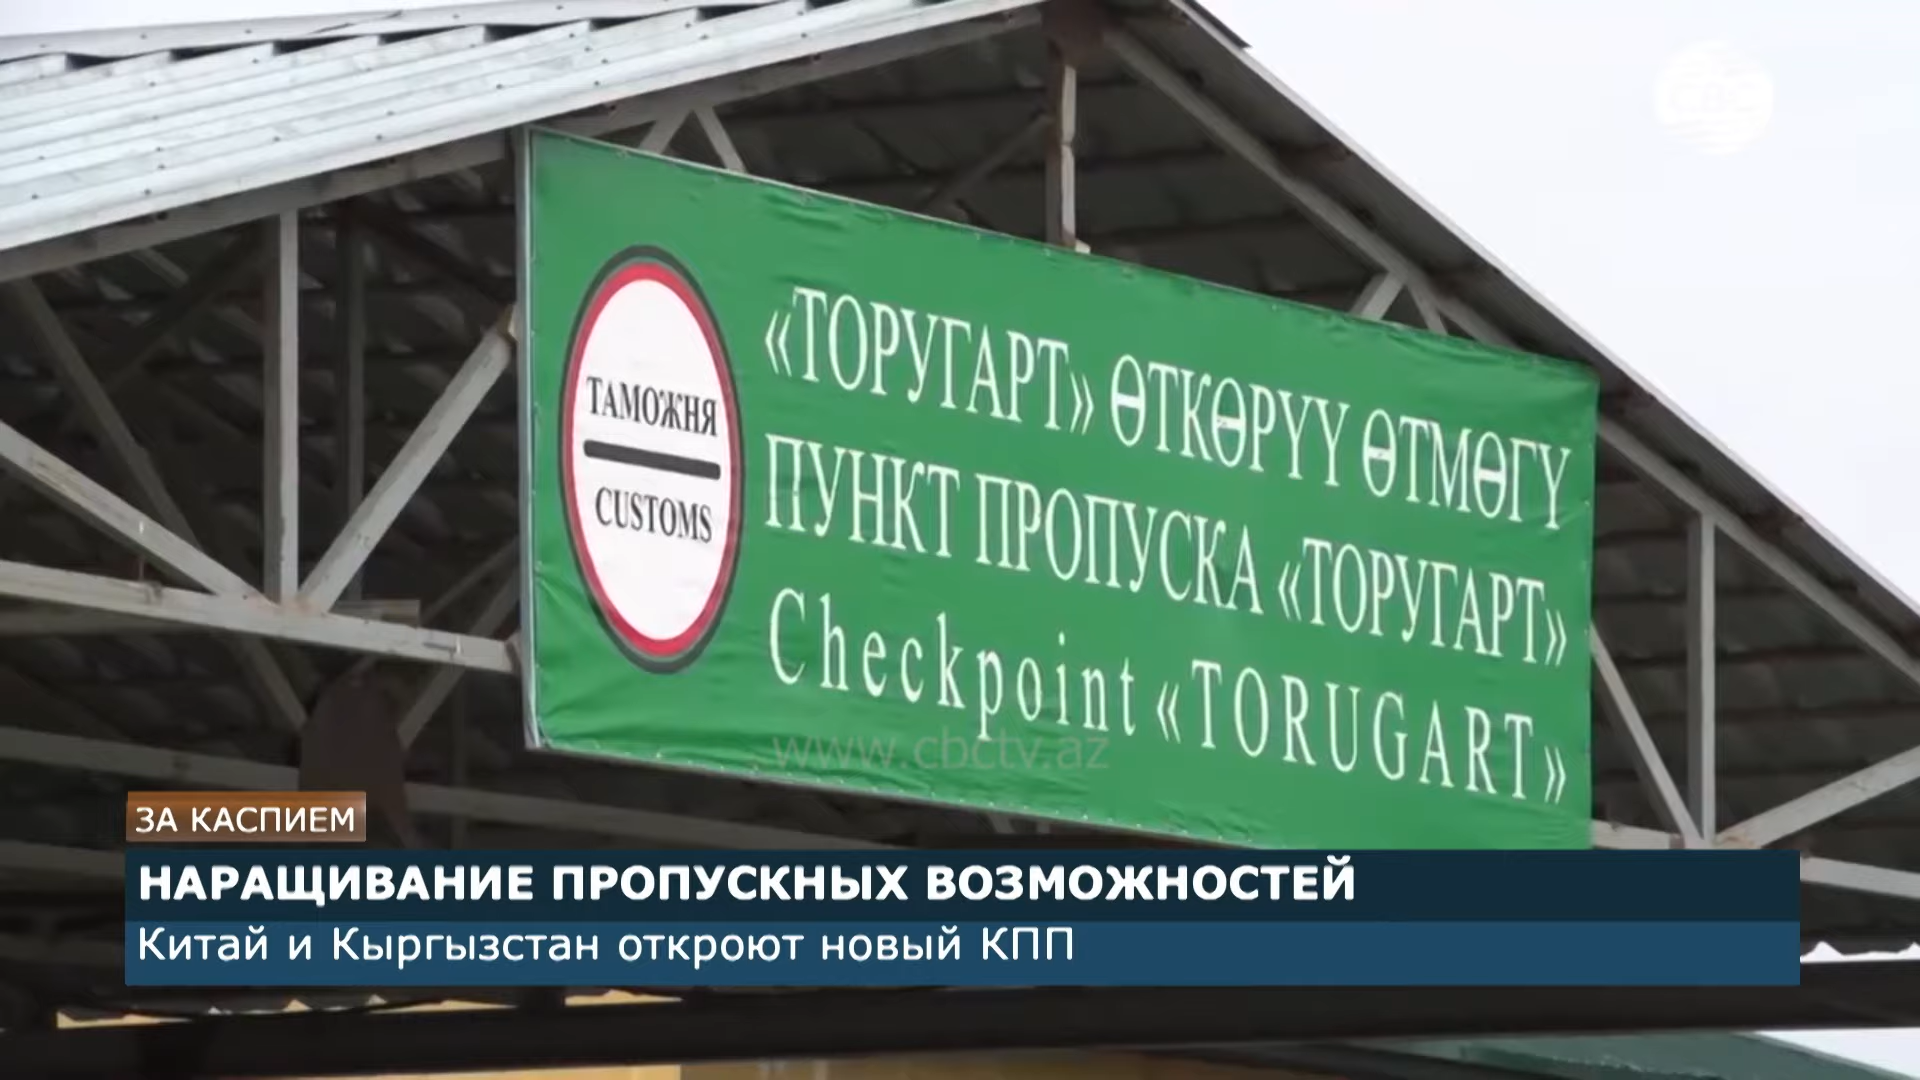 CBC
ТАМОЖНЯ
CUSTOMS
«ТОРУГАРТ» ӨТКӨРҮҮ ӨТМӨГҮ
ПУНКТ ПРОПУСКА «ТОРУГАРТ»
Checkpoint «TORUGART»
www.cbctv.az
ЗА КАСПИЕМ
НАРАЩИВАНИЕ ПРОПУСКНЫХ ВОЗМОЖНОСТЕЙ
Китай и Кыргызстан откроют новый КПП